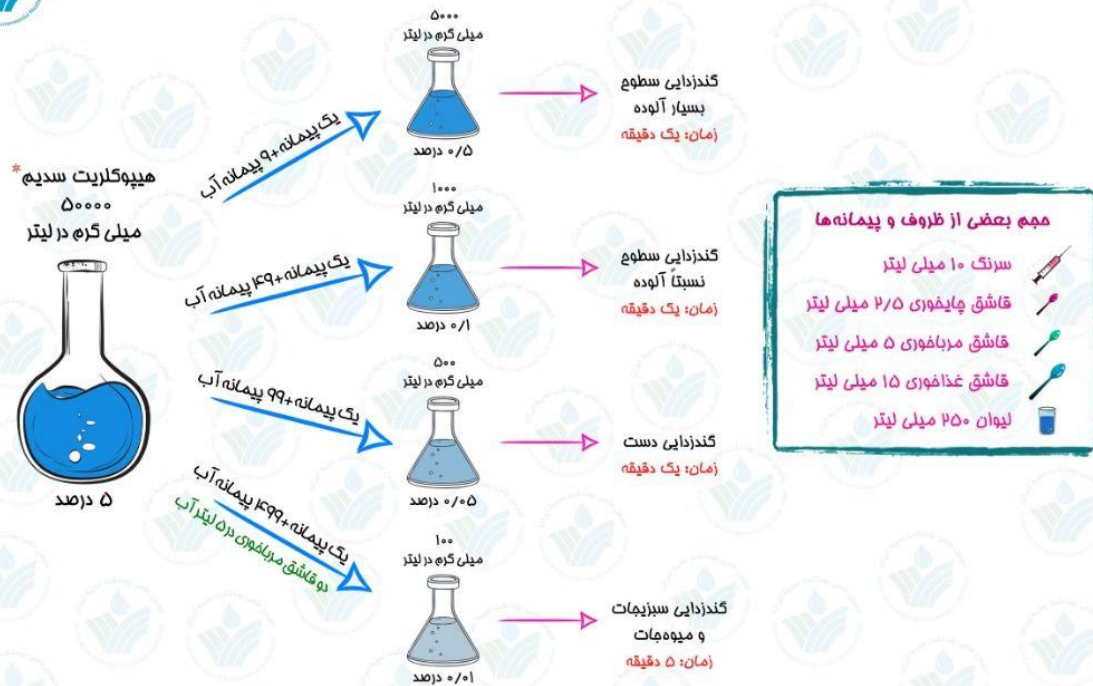 هیپوکلریت سدیم*
۵۰۰۰۰
میلی گرم در لیتر
۵ درصد
یک پیمانه+۹ پیمانه آب
۵۰۰۰
میلی گرم در لیتر
۰/۵ درصد
گندزدایی سطوح
بسیار آلوده
زمان: یک دقیقه
یک پیمانه+۴۹ پیمانه آب
۱۰۰۰
میلی گرم در لیتر
۰/۱ درصد
گندزدایی سطوح
نسبتاً آلوده
زمان: یک دقیقه
یک پیمانه+۹۹ پیمانه آب
۵۰۰
میلی گرم در لیتر
۰/۰۵ درصد
گندزدایی دست
زمان: یک دقیقه
یک پیمانه+۴۹۹ پیمانه آب
دو قاشق مرباخوری در ۵ لیتر آب
۱۰۰
میلی گرم در لیتر
۰/۰۱ درصد
گندزدایی سبزیجات
و میوه‌جات
زمان: ۵ دقیقه
حجم بعضی از ظروف و پیمانه‌ها
سرنگ ۱۰ میلی لیتر
قاشق چایخوری ۲/۵ میلی لیتر
قاشق مرباخوری ۵ میلی لیتر
قاشق غذاخوری ۱۵ میلی لیتر
لیوان ۲۵۰ میلی لیتر